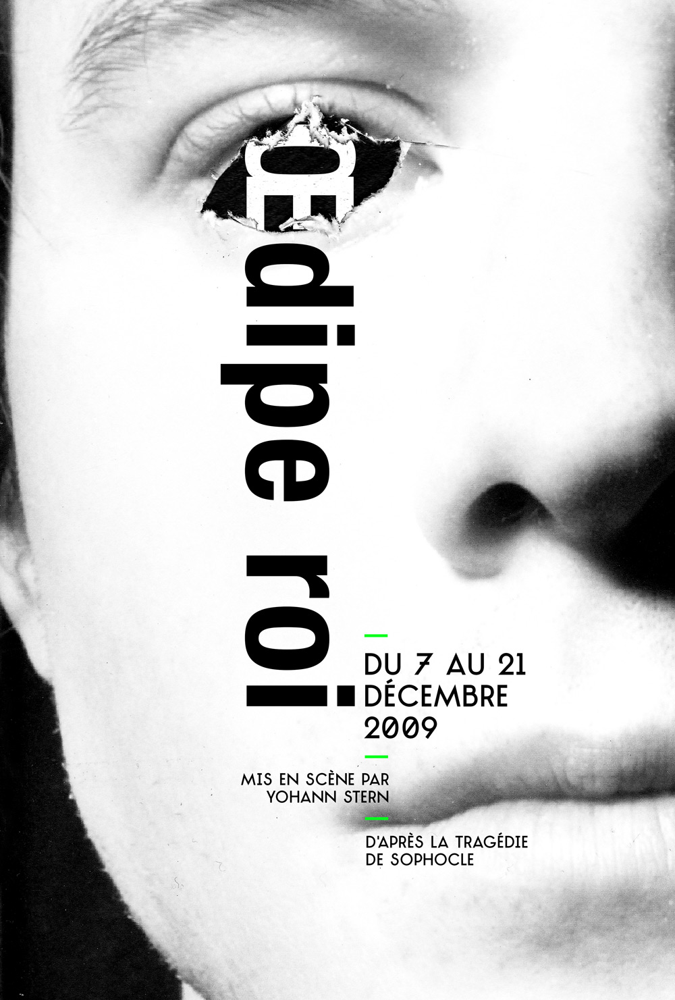 Œdipe roi
DU 7 AU 21
DÉCEMBRE
2009
MIS EN SCÈNE PAR
YOHANN STERN
D'APRÈS LA TRAGÉDIE
DE SOPHOCLE